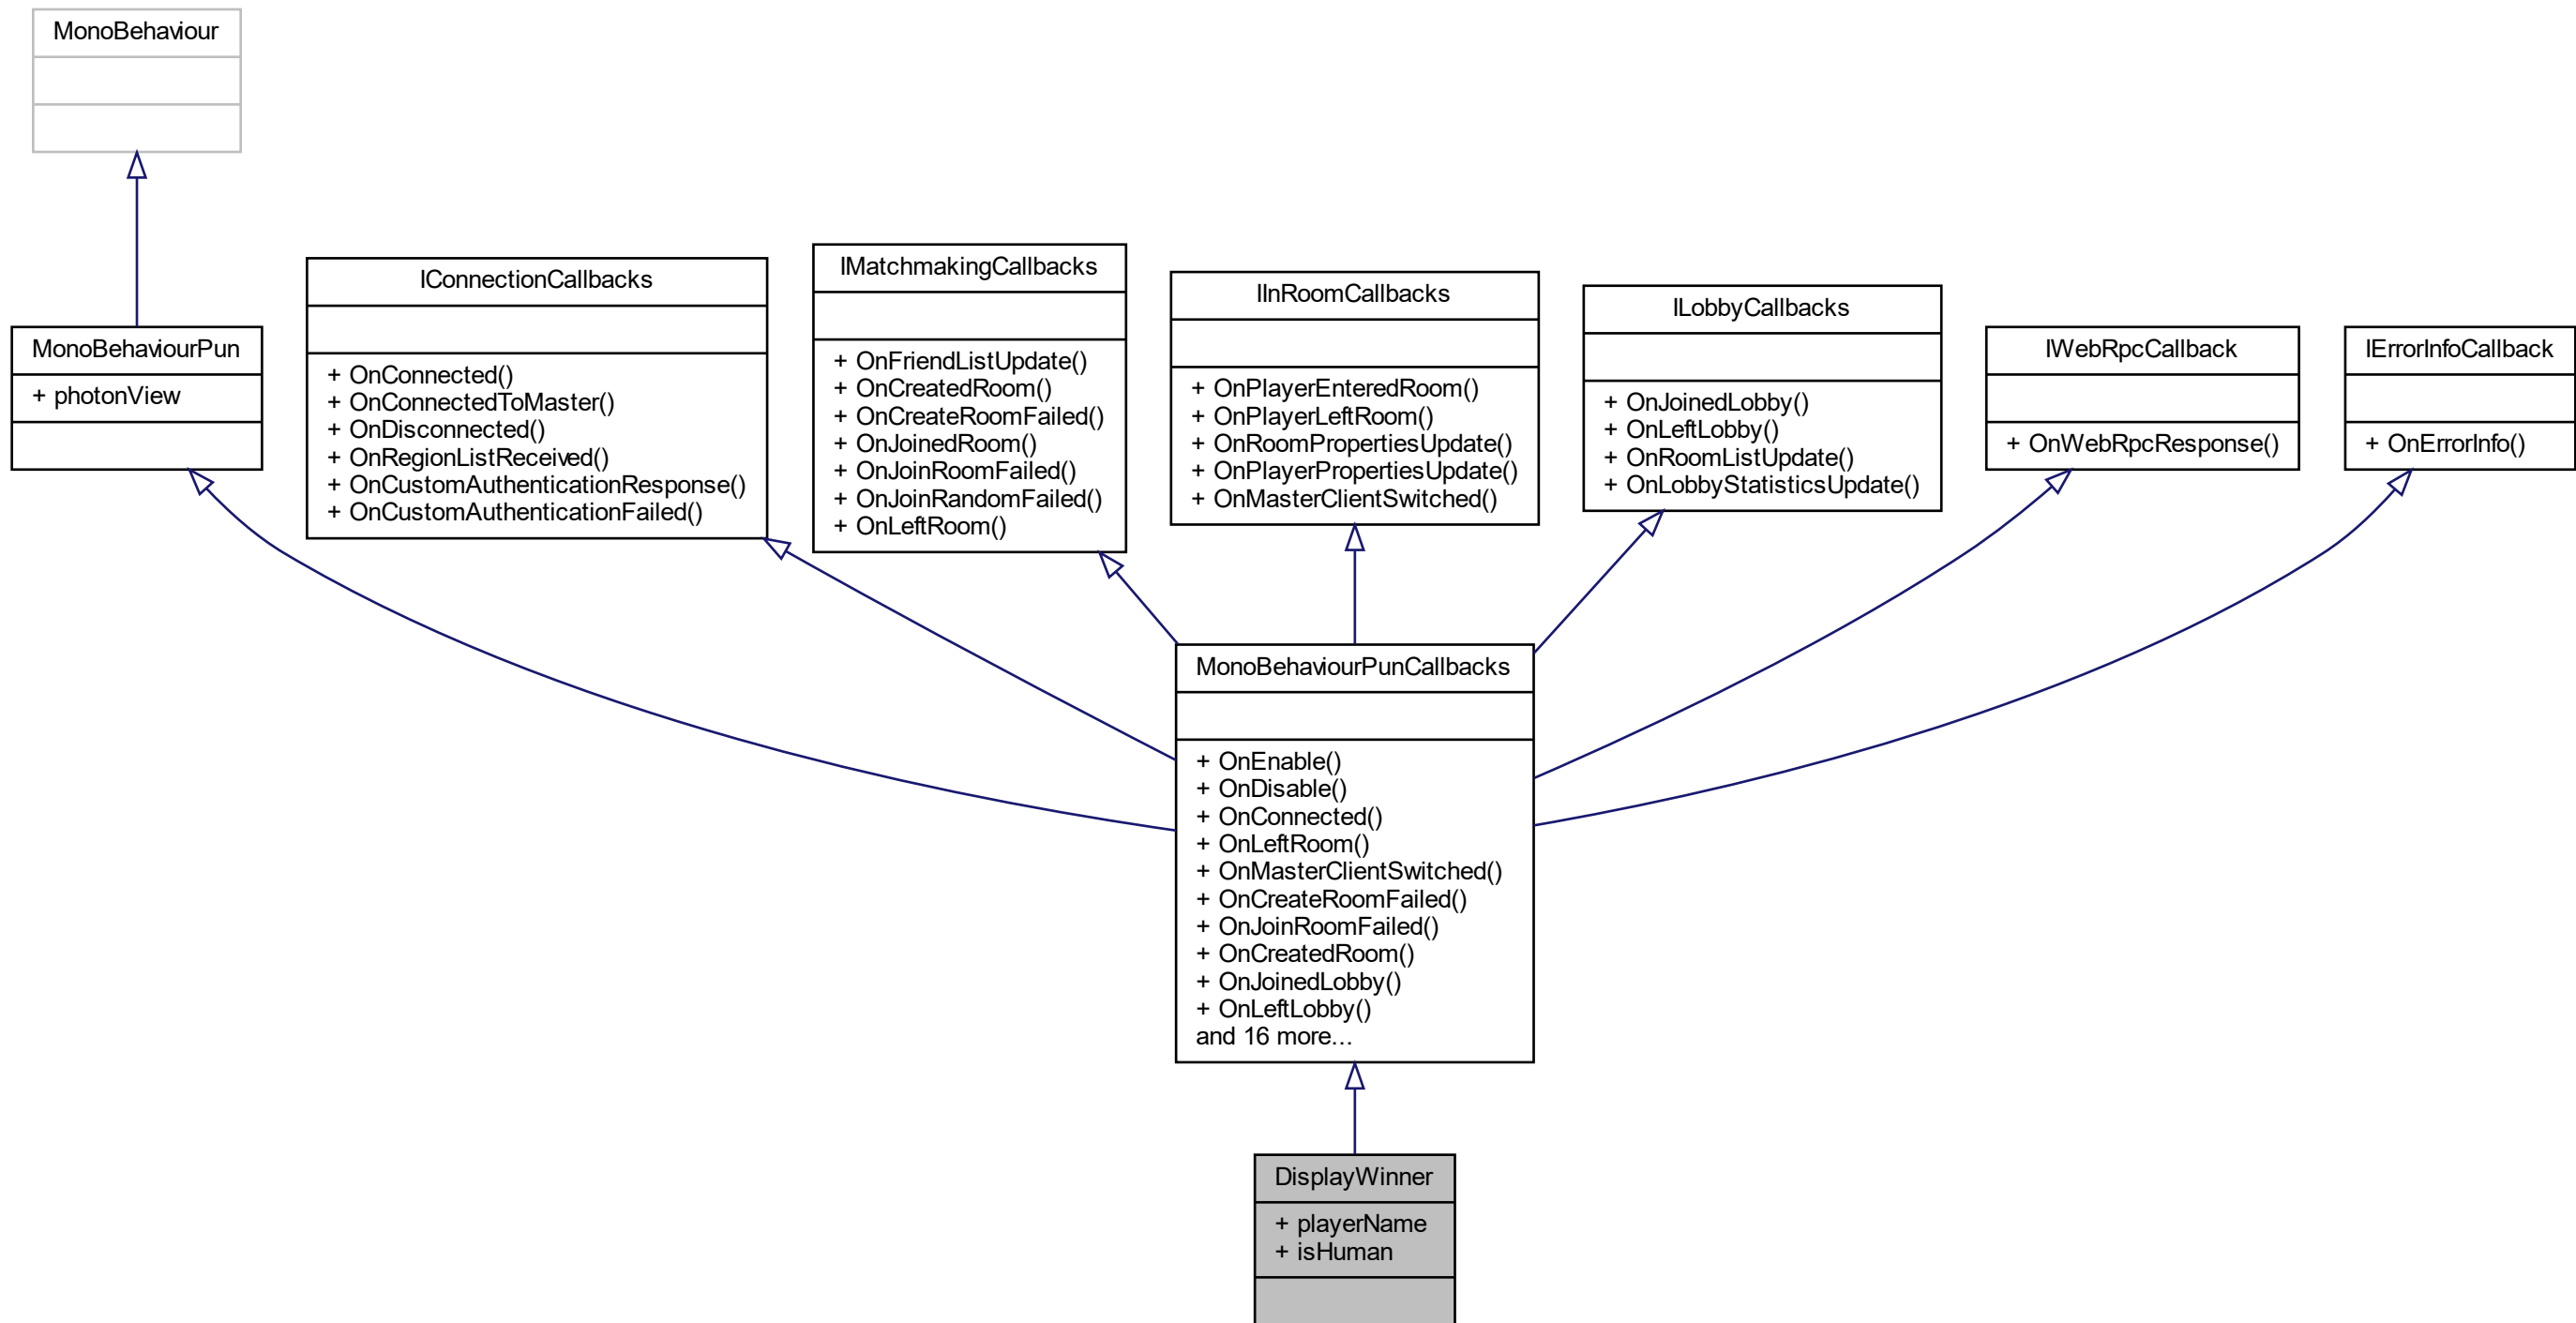 MonoBehaviour
MonoBehaviourPun
+ photonView
IConnectionCallbacks
+ OnConnected()
+ OnConnectedToMaster()
+ OnDisconnected()
+ OnRegionListReceived()
+ OnCustomAuthenticationResponse()
+ OnCustomAuthenticationFailed()
IMatchmakingCallbacks
+ OnFriendListUpdate()
+ OnCreatedRoom()
+ OnCreateRoomFailed()
+ OnJoinedRoom()
+ OnJoinRoomFailed()
+ OnJoinRandomFailed()
+ OnLeftRoom()
IInRoomCallbacks
+ OnPlayerEnteredRoom()
+ OnPlayerLeftRoom()
+ OnRoomPropertiesUpdate()
+ OnPlayerPropertiesUpdate()
+ OnMasterClientSwitched()
ILobbyCallbacks
+ OnJoinedLobby()
+ OnLeftLobby()
+ OnRoomListUpdate()
+ OnLobbyStatisticsUpdate()
IWebRpcCallback
+ OnWebRpcResponse()
IErrorInfoCallback
+ OnErrorInfo()
MonoBehaviourPunCallbacks
+ OnEnable()
+ OnDisable()
+ OnConnected()
+ OnLeftRoom()
+ OnMasterClientSwitched()
+ OnCreateRoomFailed()
+ OnJoinRoomFailed()
+ OnCreatedRoom()
+ OnJoinedLobby()
+ OnLeftLobby()
and 16 more...
DisplayWinner
+ playerName
+ isHuman